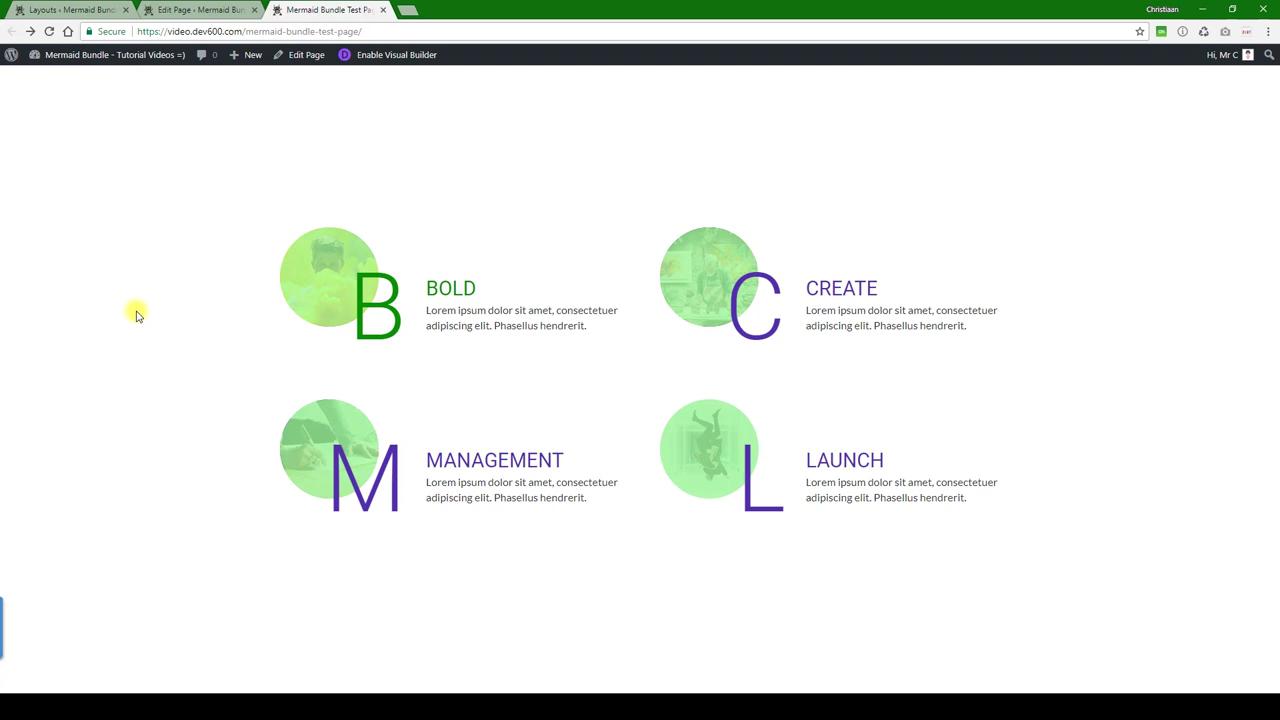 Layouts ‹ Mermaid Bund
Edit Page ‹ Mermaid Bun
Mermaid Bundle Test Pa
Christiaan
Secure
https://video.dev600.com/mermaid-bundle-test-page/
Mermaid Bundle - Tutorial Videos =)
0
New
Edit Page
D
Enable Visual Builder
Hi, Mr C
B
BOLD
Lorem ipsum dolor sit amet, consectetuer
adipiscing elit. Phasellus hendrerit.
C
CREATE
Lorem ipsum dolor sit amet, consectetuer
adipiscing elit. Phasellus hendrerit.
M
MANAGEMENT
Lorem ipsum dolor sit amet, consectetuer
adipiscing elit. Phasellus hendrerit.
L
LAUNCH
Lorem ipsum dolor sit amet, consectetuer
adipiscing elit. Phasellus hendrerit.